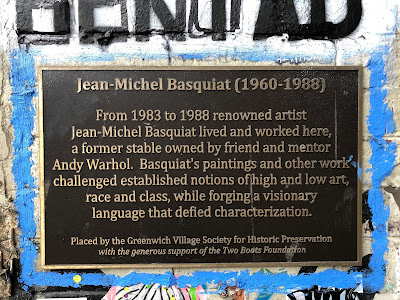 Jean-Michel Basquiat (1960-1988)
From 1983 to 1988 renowned artist
Jean-Michel Basquiat lived and worked here,
a former stable owned by friend and mentor
Andy Warhol. Basquiat's paintings and other work
challenged established notions of high and low art,
race and class, while forging a visionary
language that defied characterization.
Placed by the Greenwich Village Society for Historic Preservation
with the generous support of the Two Boots Foundation